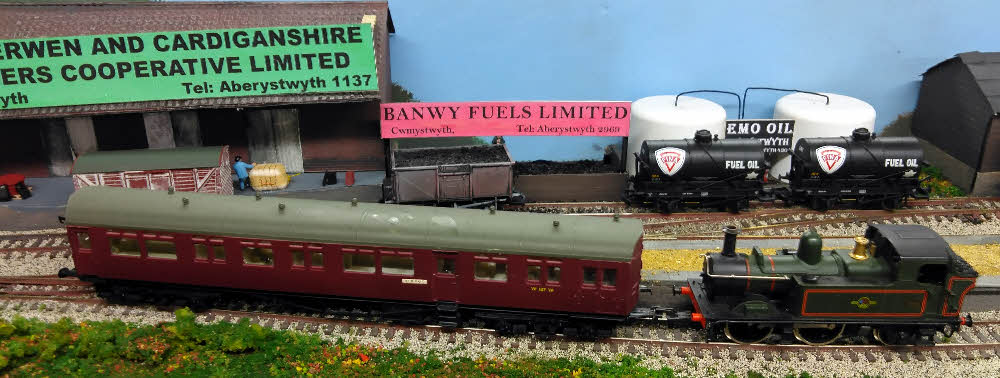 ERWEN AND CARDIGANSHIRE
ERS COOPERATIVE LIMITED
yth Tel: Aberystwyth 1137
BANWY FUELS LIMITED
Cwmystwyth, Tel: Aberystwyth 2969
EMO OIL
FUEL OIL
FUEL OIL